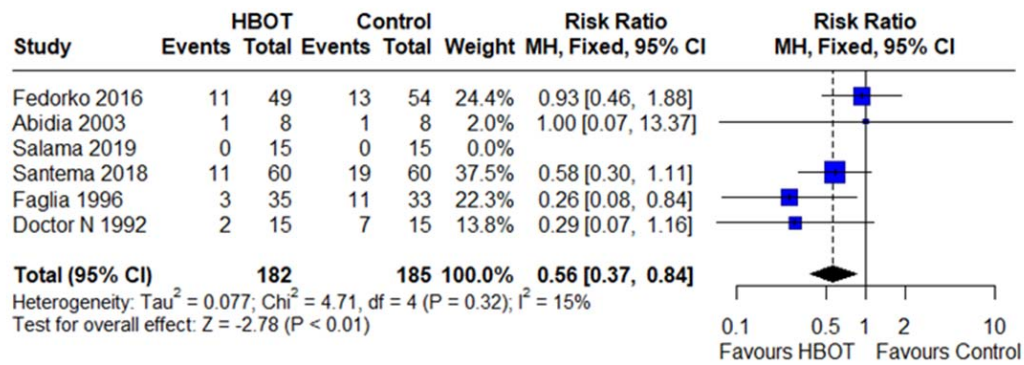 HBOT Control Risk Ratio Risk Ratio
Study Events Total Events Total Weight MH, Fixed, 95% CI MH, Fixed, 95% CI
Fedorko 2016 11 49 13 54 24.4% 0.93 [0.46, 1.88]
Abidia 2003 1 8 1 8 2.0% 1.00 [0.07, 13.37]
Salama 2019 0 15 0 15 0.0%
Santema 2018 11 60 19 60 37.5% 0.58 [0.30, 1.11]
Faglia 1996 3 35 11 33 22.3% 0.26 [0.08, 0.84]
Doctor N 1992 2 15 7 15 13.8% 0.29 [0.07, 1.16]
Total (95% CI) 182 185 100.0% 0.56 [0.37, 0.84]
Heterogeneity: Tau² = 0.077; Chi² = 4.71, df = 4 (P = 0.32); I² = 15%
Test for overall effect: Z = -2.78 (P < 0.01)
0.1 0.5 1 2 10
Favours HBOT Favours Control